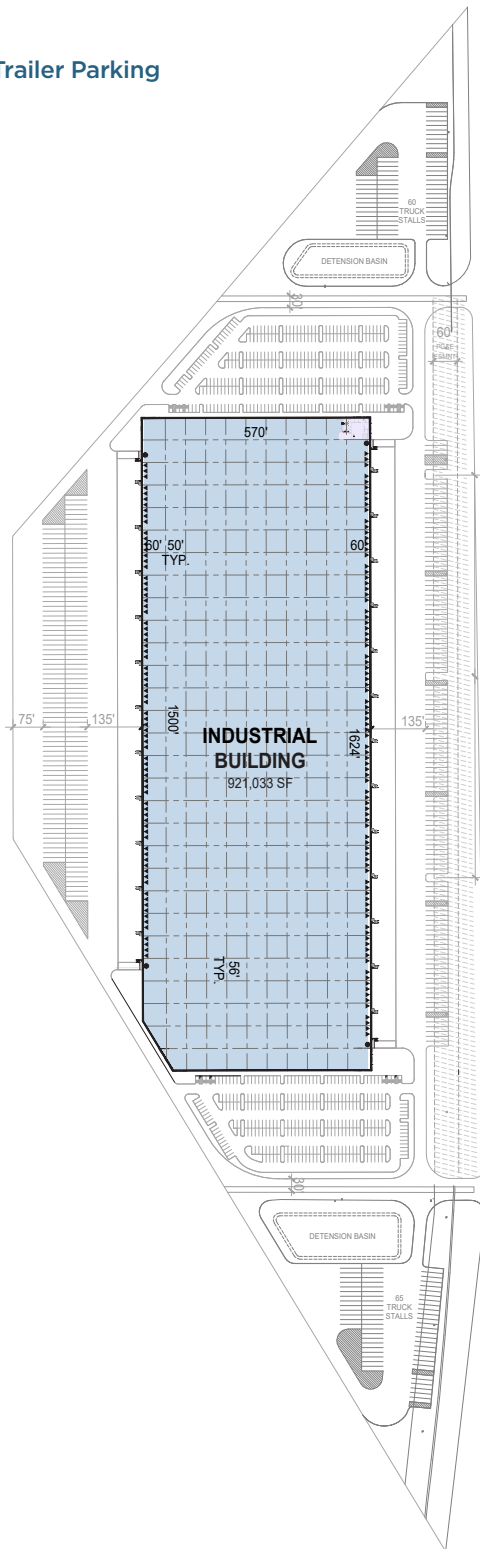 Trailer Parking
60
TRUCK
STALLS
DETENSION BASIN
30'
60'
570'
60' 50'
TYP.
60'
75'
135'
1500'
INDUSTRIAL
BUILDING
921,033 SF
1624'
135'
56'
TYP.
30'
DETENSION BASIN
65
TRUCK
STALLS